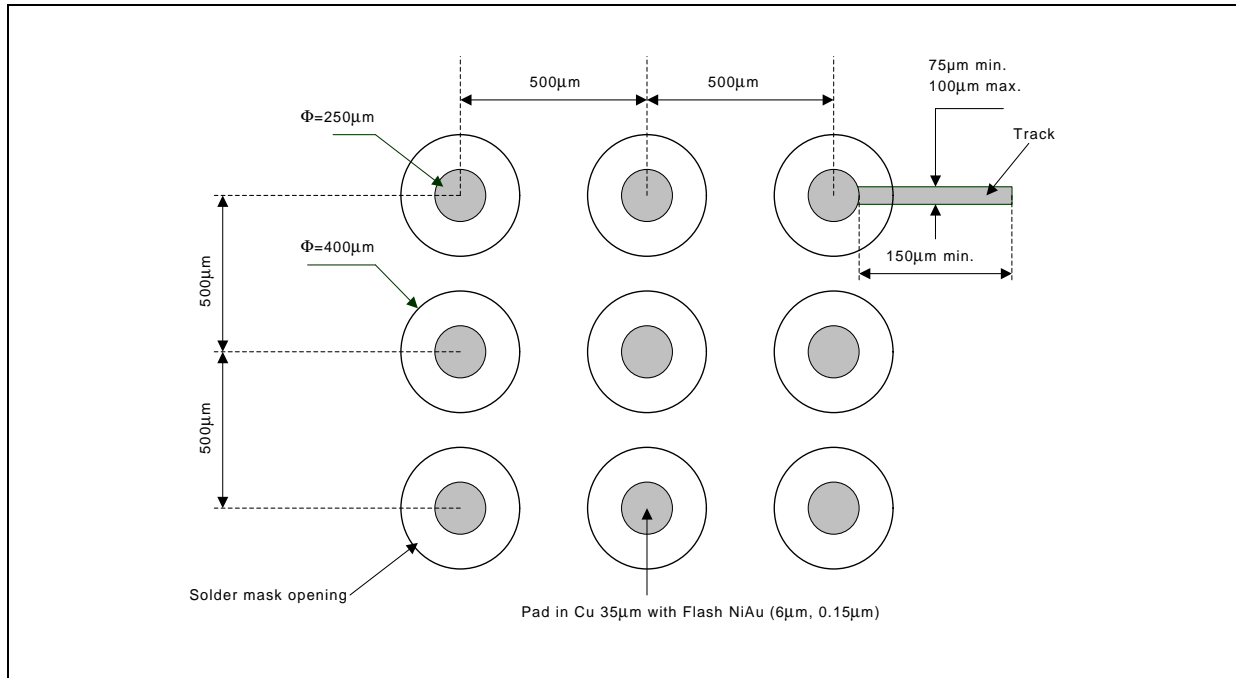 500μm
500μm
75μm min.
100μm max.
Φ=250μm
Track
Φ=400μm
500μm
150μm min.
500μm
Solder mask opening
Pad in Cu 35μm with Flash NiAu (6μm, 0.15μm)